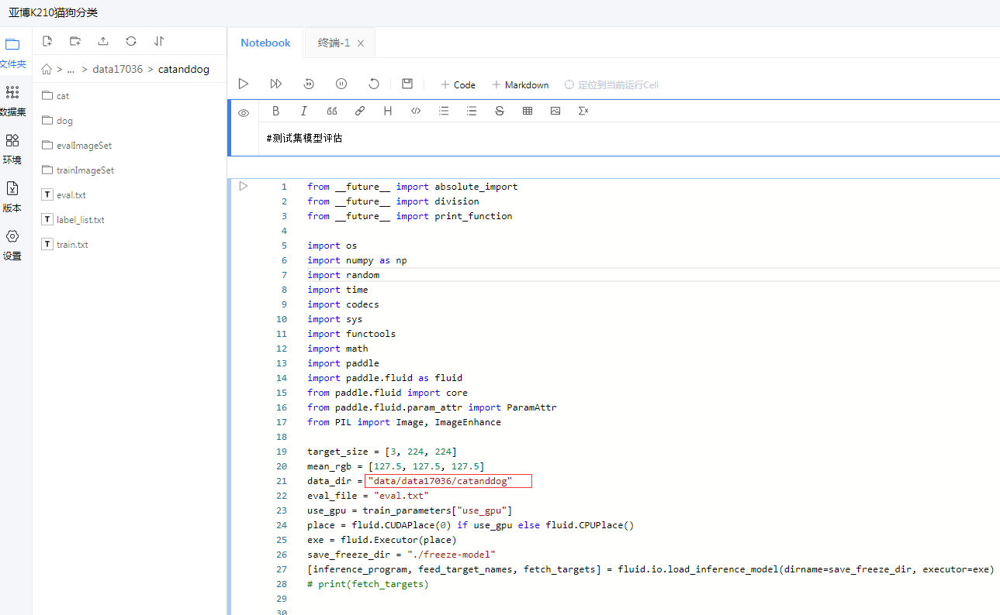 亚博K210猫狗分类
文件夹
数据集
环境
版本
设置
> ... > data17036 > catanddog
cat
dog
evalImageSet
trainImageSet
T eval.txt
T label_list.txt
T train.txt
Notebook
终端-1 ×
+ Code
+ Markdown
定位到当前运行Cell
B I H S Σx
#测试集模型评估
1 from __future__ import absolute_import
2 from __future__ import division
3 from __future__ import print_function
4
5 import os
6 import numpy as np
7 import random
8 import time
9 import codecs
10 import sys
11 import functools
12 import math
13 import paddle
14 import paddle.fluid as fluid
15 from paddle.fluid import core
16 from paddle.fluid.param_attr import ParamAttr
17 from PIL import Image, ImageEnhance
18
19 target_size = [3, 224, 224]
20 mean_rgb = [127.5, 127.5, 127.5]
21 data_dir = "data/data17036/catanddog"
22 eval_file = "eval.txt"
23 use_gpu = train_parameters["use_gpu"]
24 place = fluid.CUDAPlace(0) if use_gpu else fluid.CPUPlace()
25 exe = fluid.Executor(place)
26 save_freeze_dir = "./freeze-model"
27 [inference_program, feed_target_names, fetch_targets] = fluid.io.load_inference_model(dirname=save_freeze_dir, executor=exe)
28 # print(fetch_targets)
29
30